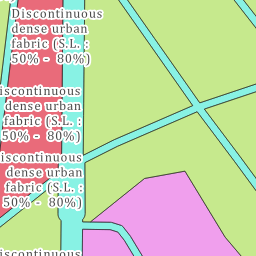 Discontinuous
dense urban
fabric (S.L. :
50% - 80%)
iscontinuous
dense urban
fabric (S.L. :
50% - 80%)
iscontinuous
dense urban
fabric (S.L. :
50% - 80%)
iscontinuous